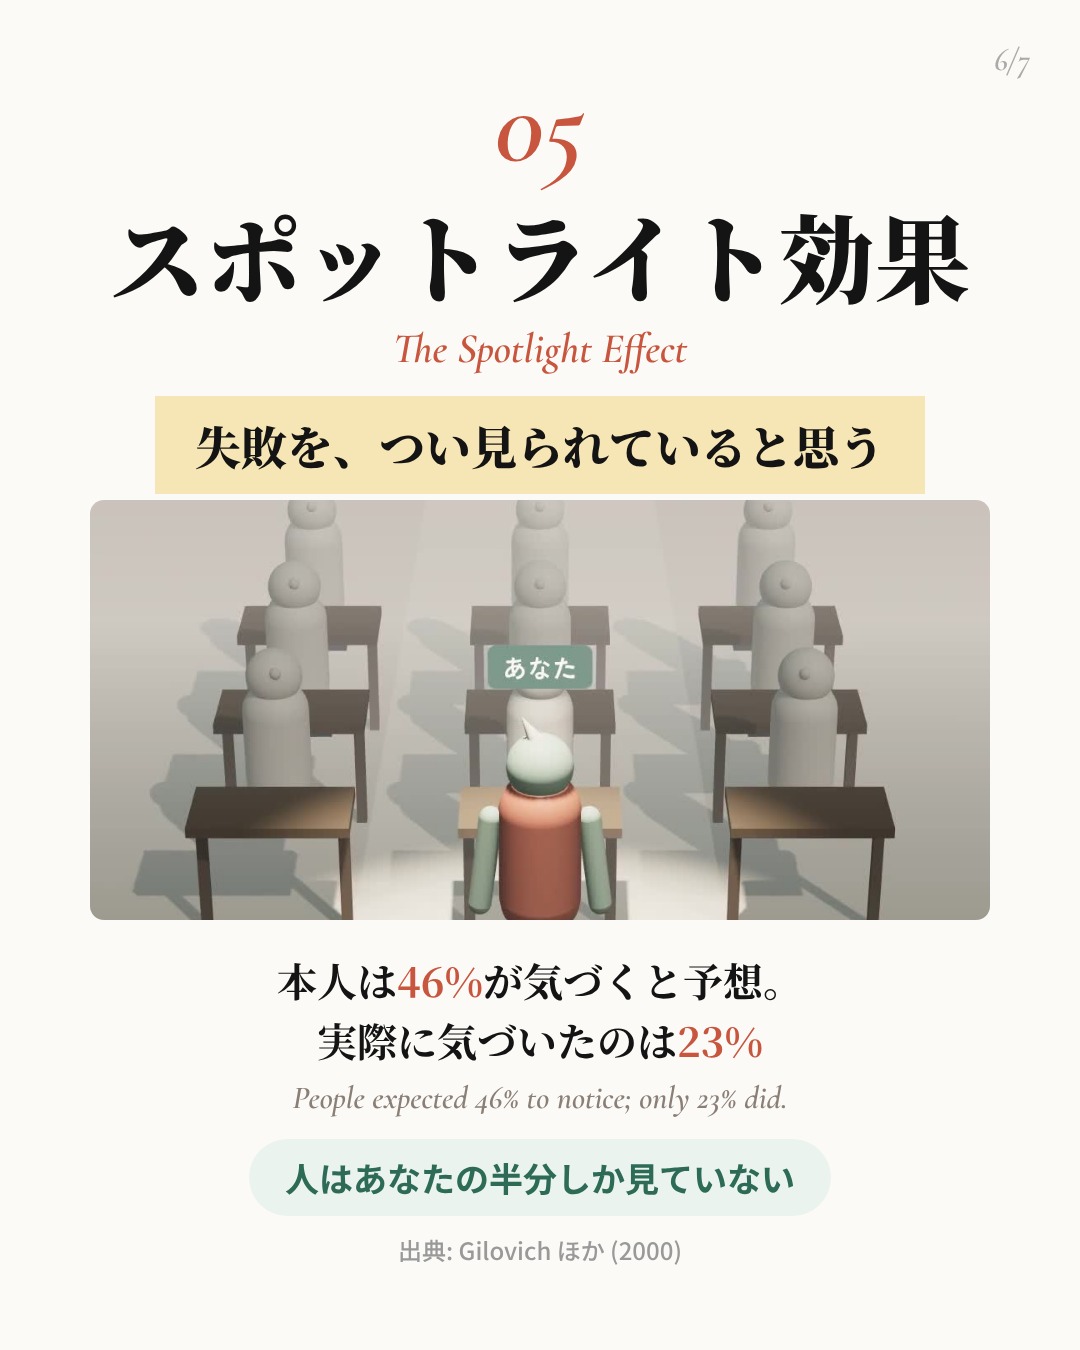 6/7
05
スポットライト効果
The Spotlight Effect
失敗を、つい見られていると思う
あなた
本人は46%が気づくと予想。
実際に気づいたのは23%
People expected 46% to notice; only 23% did.
人はあなたの半分しか見ていない
出典: Gilovich ほか (2000)